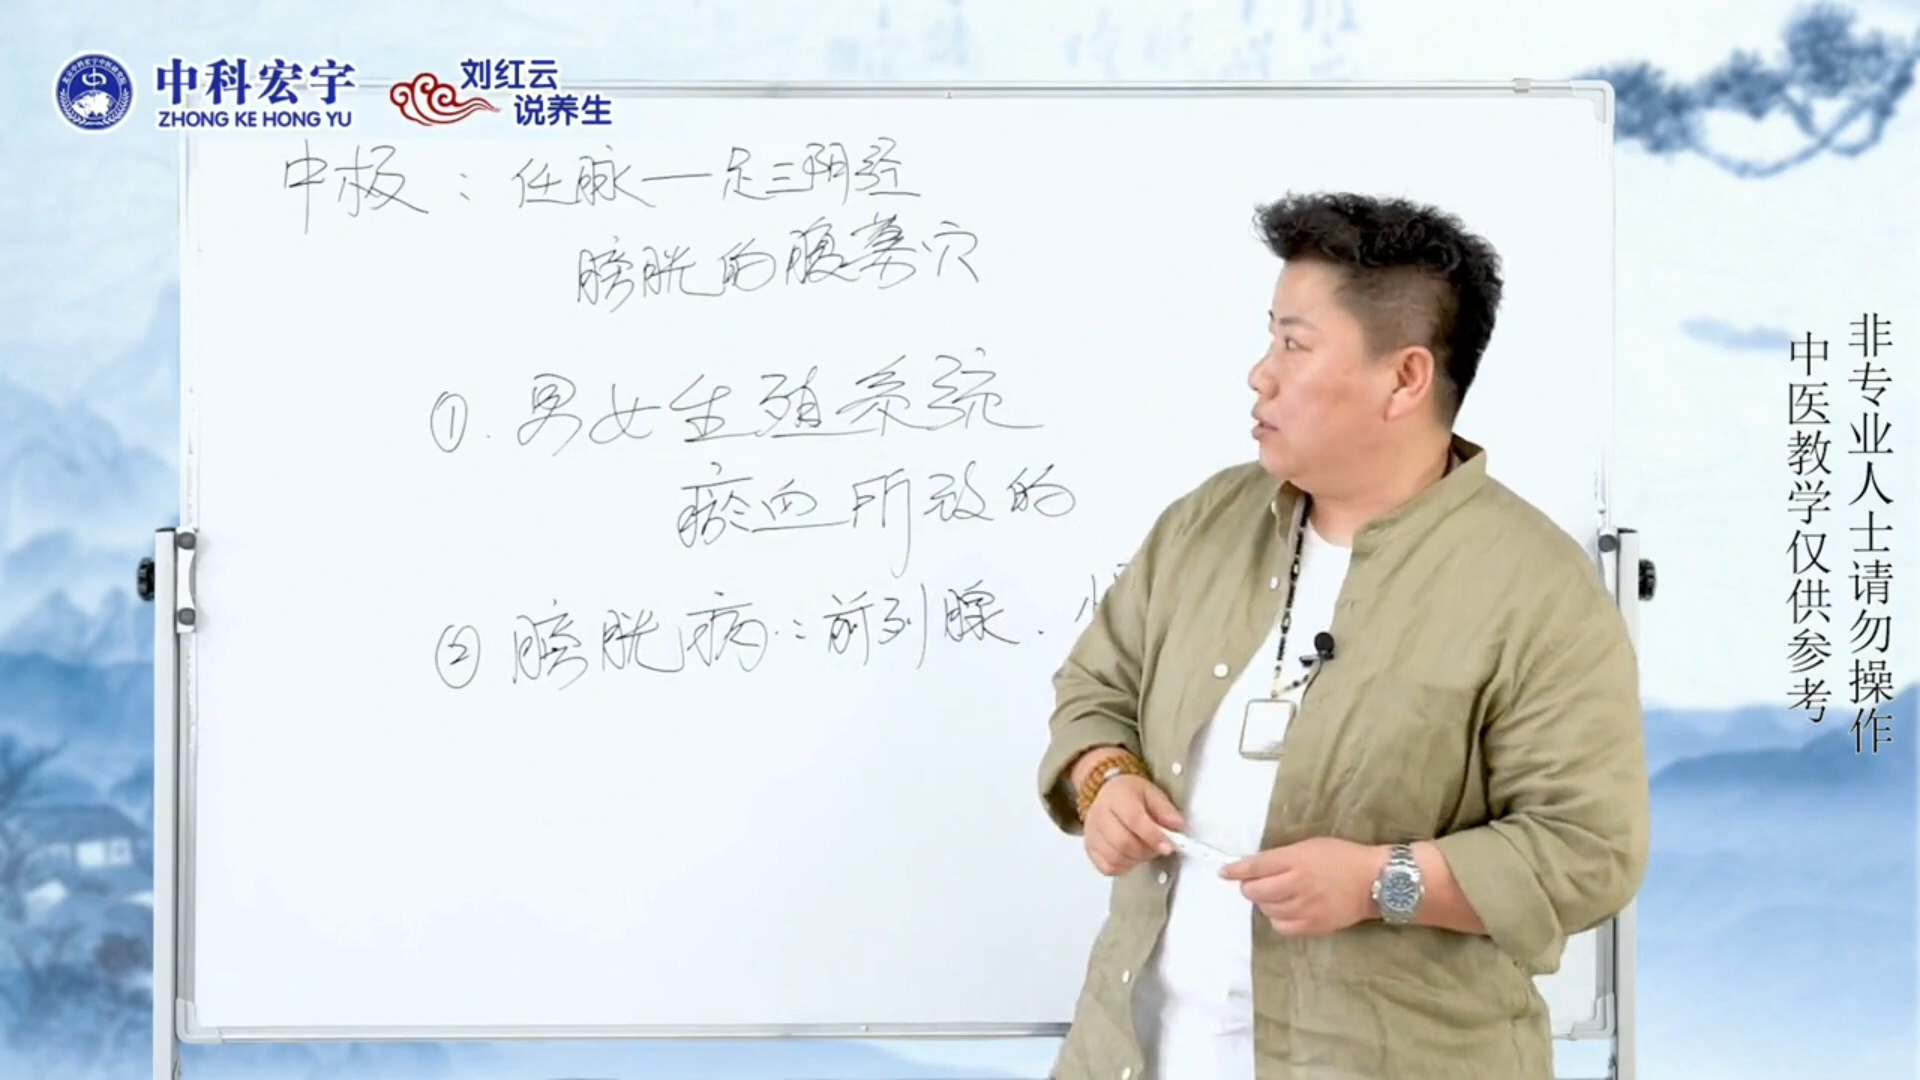 中科宏宇
ZHONG KE HONG YU
刘红云
说养生
中极：任脉—足三阴经
膀胱的腹募穴
①.男女生殖系统
瘀血所致的
②膀胱病:前列腺.
非专业人士请勿操作
中医教学仅供参考